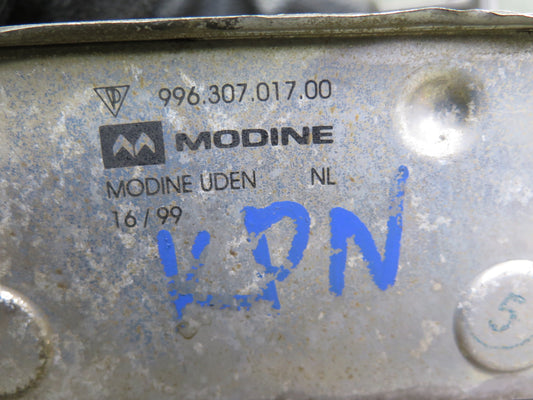 996.307.017.00
MODINE
MODINE UDEN NL
16/99
KPN
5